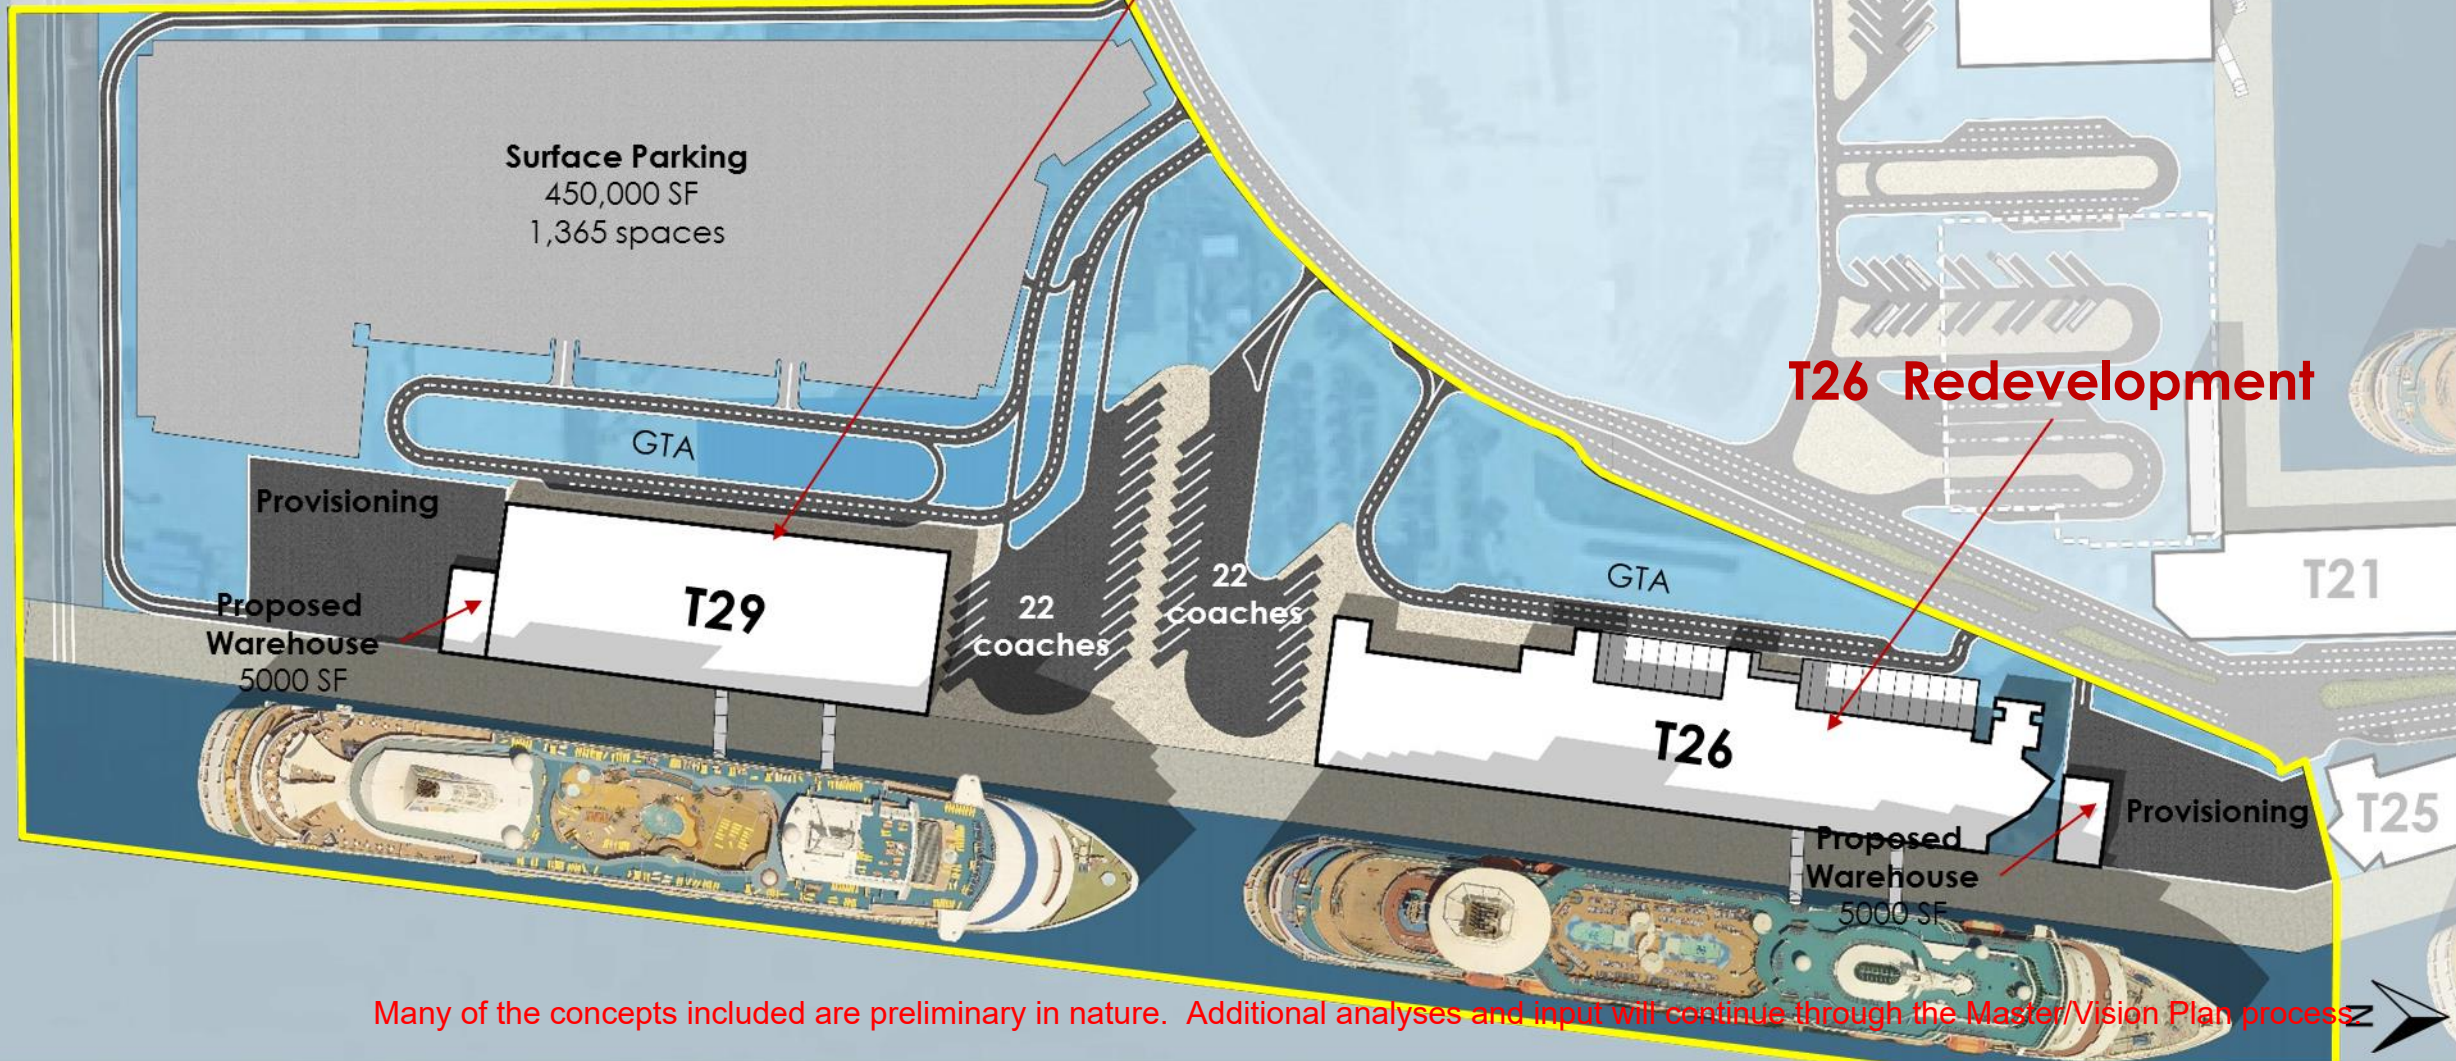 Surface Parking
450,000 SF
1,365 spaces
T26 Redevelopment
GTA
Provisioning
T29
Proposed
Warehouse
5000 SF
22
coaches
22
coaches
GTA
T21
T26
Proposed
Warehouse
5000 SF
Provisioning
T25
Many of the concepts included are preliminary in nature. Additional analyses and input will continue through the Master/Vision Plan process.
N